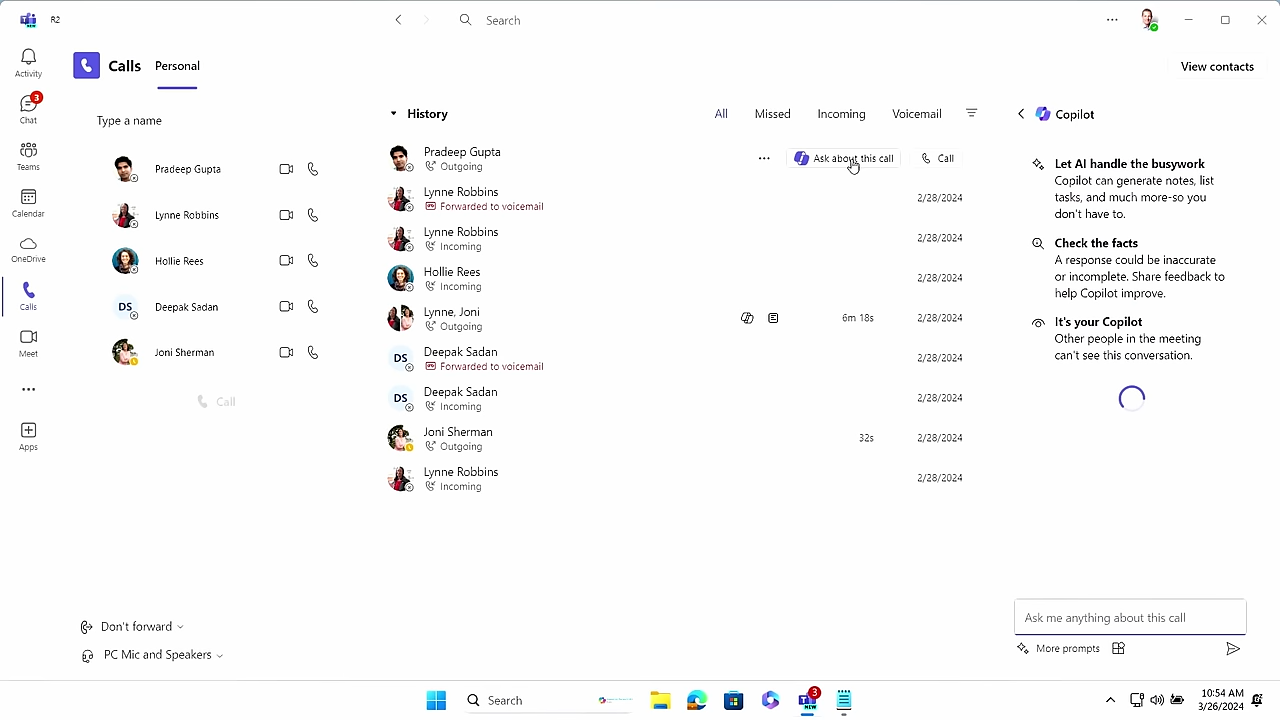 R2
Search
Activity
3
Chat
Teams
Calendar
OneDrive
Calls
Meet
Apps
Calls
Personal
View contacts
Type a name
Pradeep Gupta
Lynne Robbins
Hollie Rees
DS
Deepak Sadan
Joni Sherman
Call
Don't forward
PC Mic and Speakers
History
All
Missed
Incoming
Voicemail
Pradeep Gupta
Outgoing
Ask about this call
Call
Lynne Robbins
Forwarded to voicemail
2/28/2024
Lynne Robbins
Incoming
2/28/2024
Hollie Rees
Incoming
2/28/2024
Lynne, Joni
Outgoing
6m 18s
2/28/2024
DS
Deepak Sadan
Forwarded to voicemail
2/28/2024
DS
Deepak Sadan
Incoming
2/28/2024
Joni Sherman
Outgoing
32s
2/28/2024
Lynne Robbins
Incoming
2/28/2024
Copilot
Let AI handle the busywork
Copilot can generate notes, list
tasks, and much more-so you
don't have to.
Check the facts
A response could be inaccurate
or incomplete. Share feedback to
help Copilot improve.
It's your Copilot
Other people in the meeting
can't see this conversation.
Ask me anything about this call
More prompts
Search
3
NEW
10:54 AM
3/26/2024